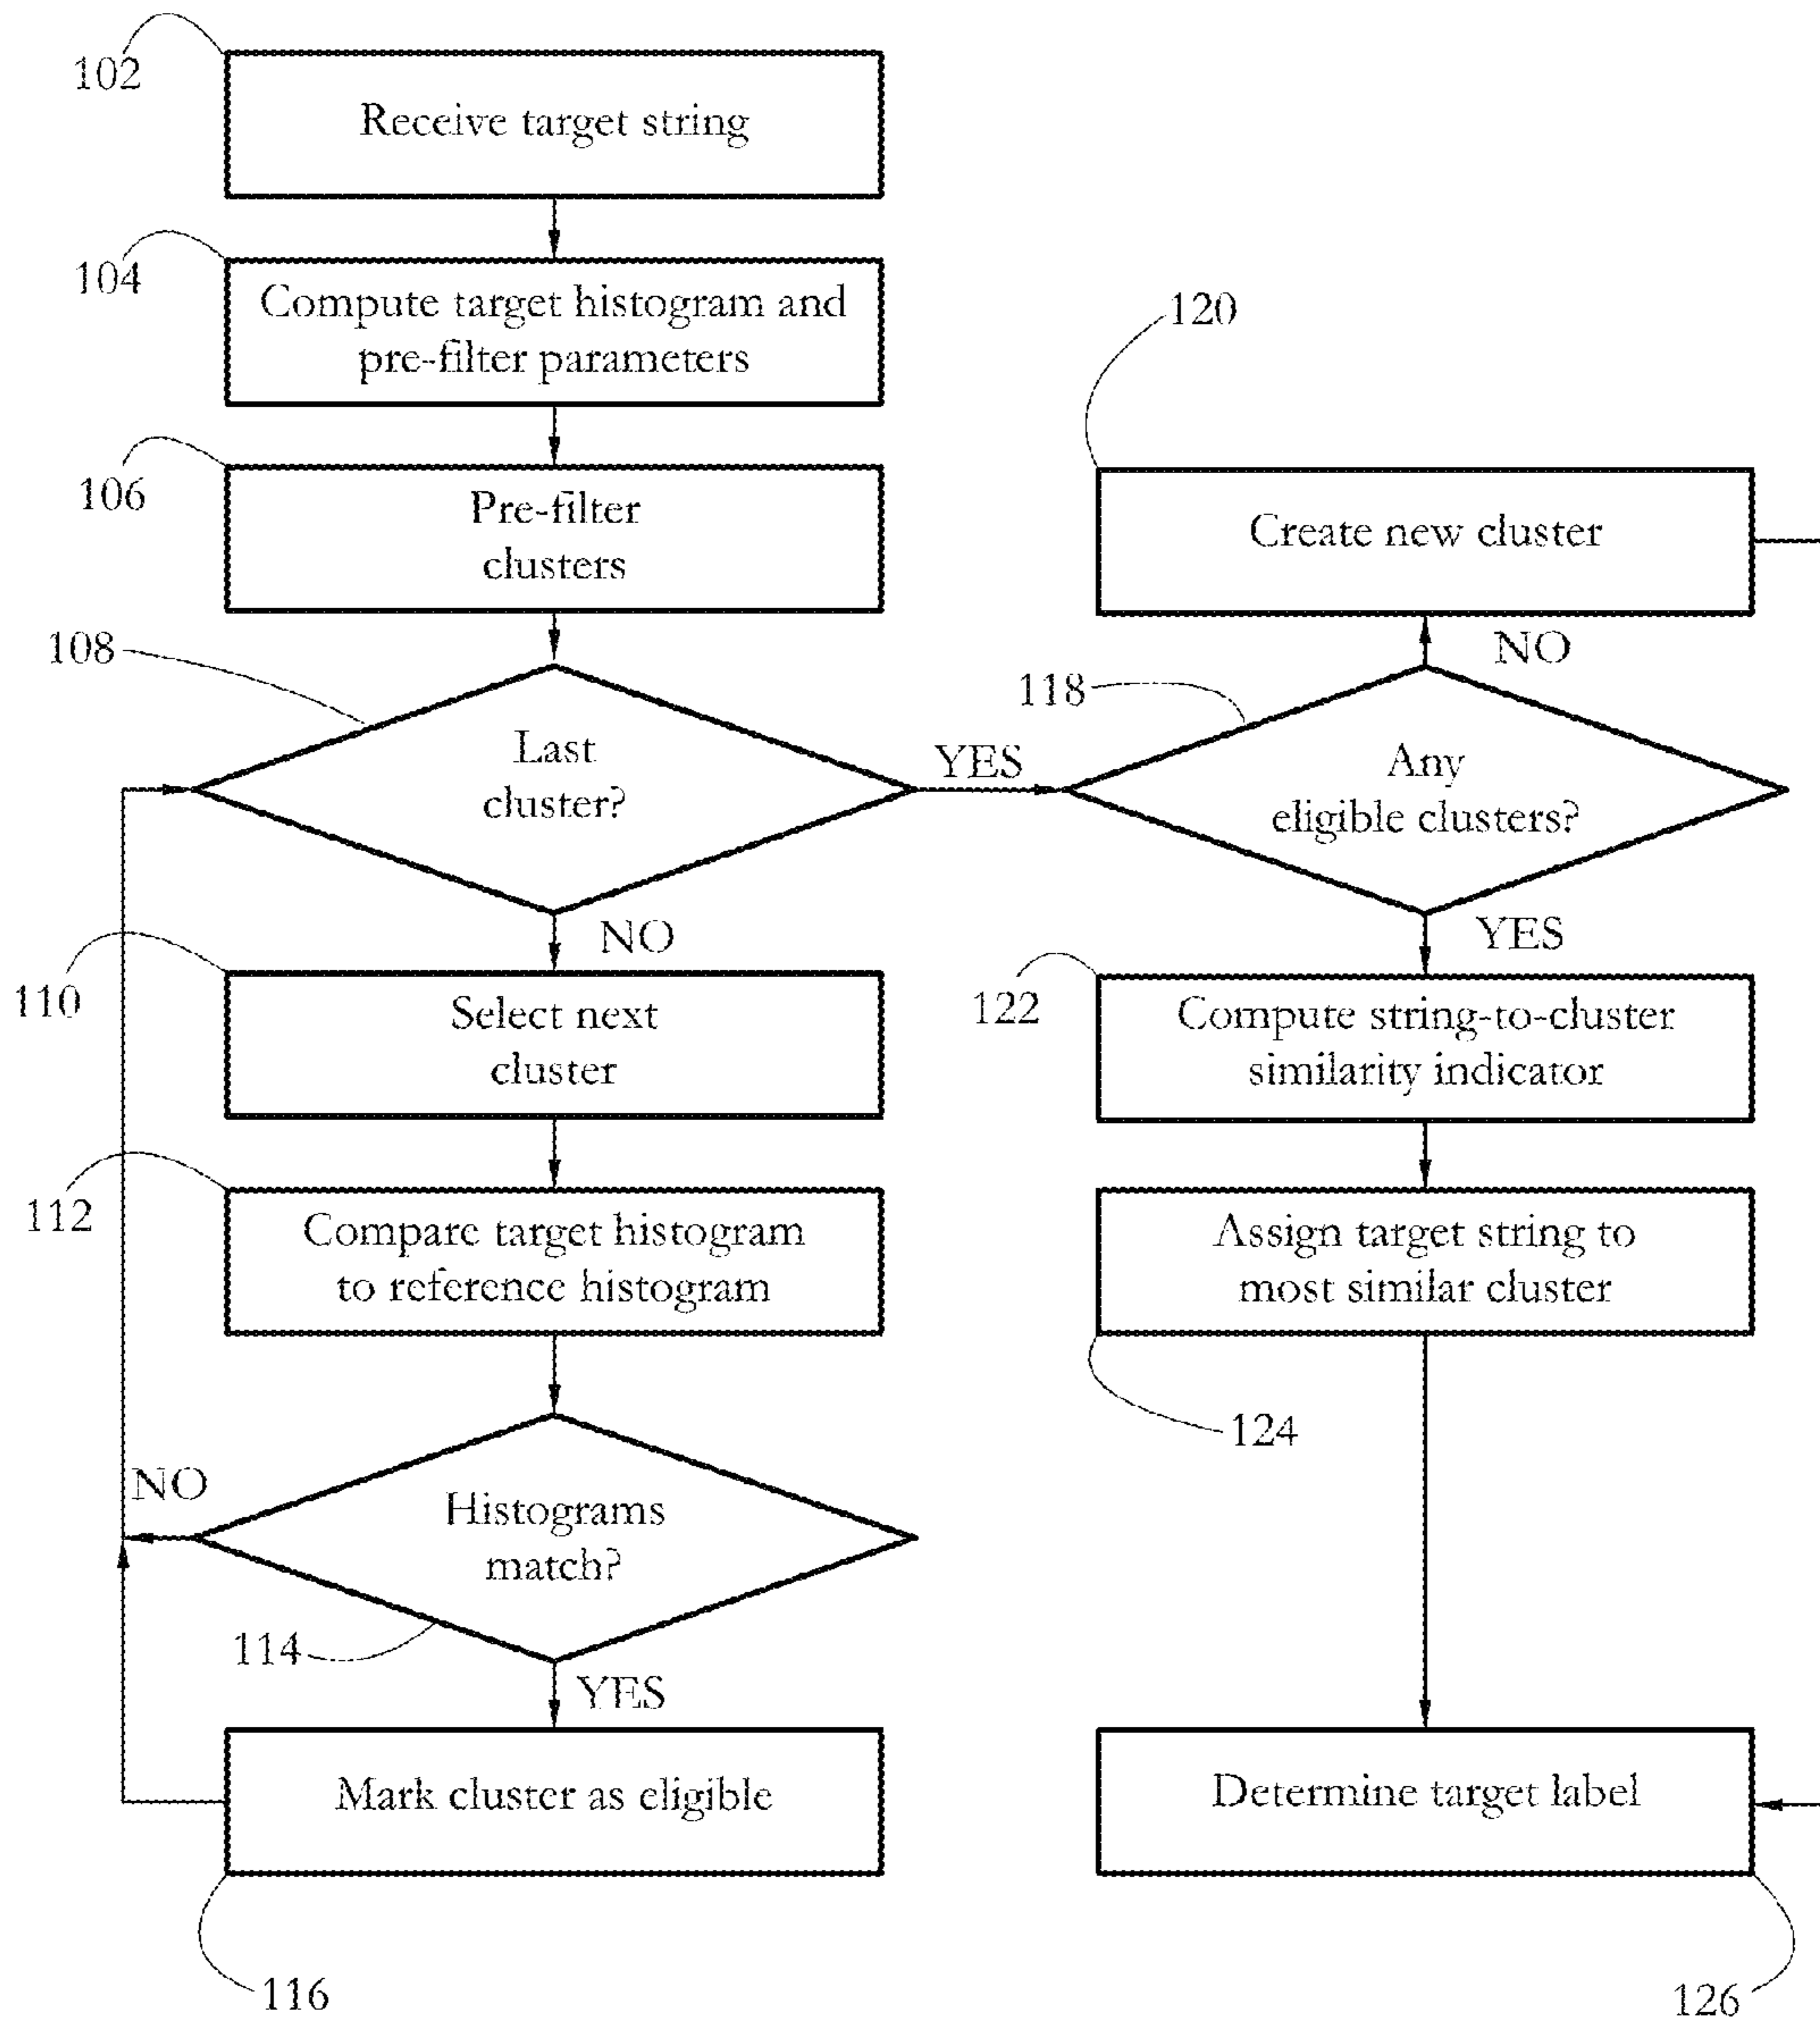 102
Receive target string
104
Compute target histogram and
pre-filter parameters
106
Pre-filter
clusters
108
Last
cluster?
YES
NO
110
Select next
cluster
112
Compare target histogram
to reference histogram
NO
Histograms
match?
114
YES
Mark cluster as eligible
116
120
Create new cluster
NO
118
Any
eligible clusters?
YES
122
Compute string-to-cluster
similarity indicator
Assign target string to
most similar cluster
124
Determine target label
126